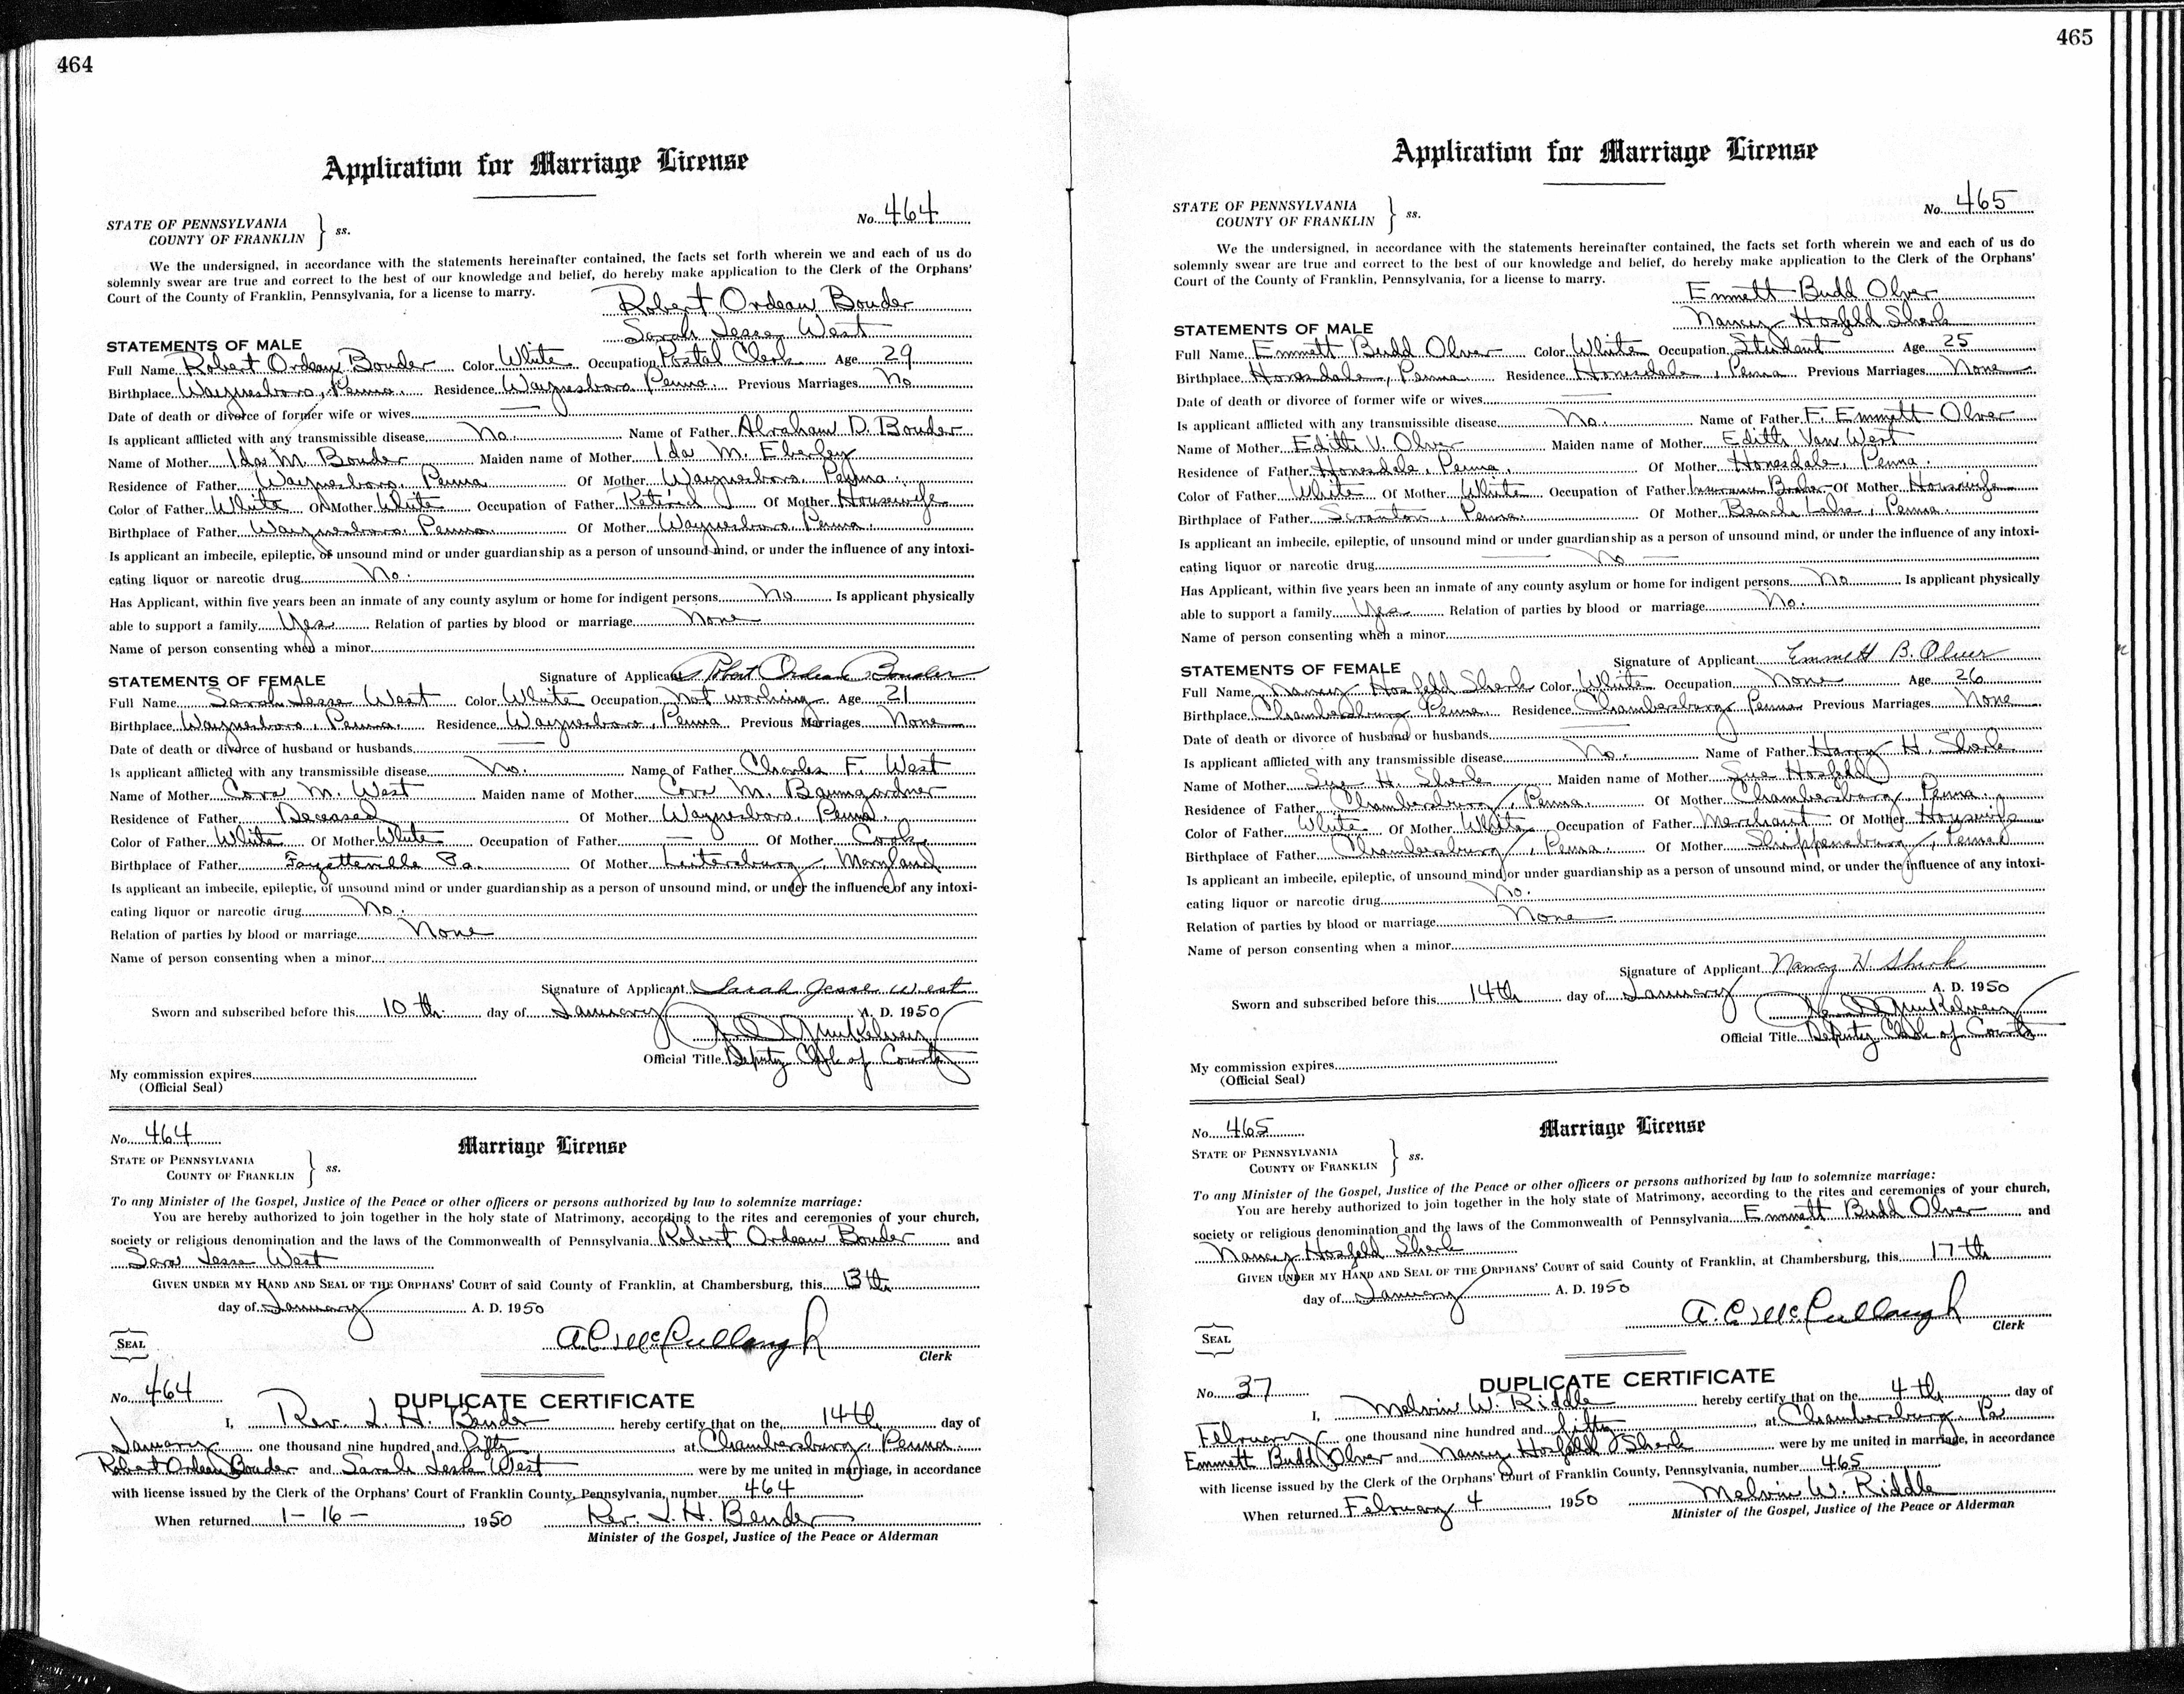 464
Application for Marriage License
STATE OF PENNSYLVANIA
COUNTY OF FRANKLIN } ss.
No. 464
We the undersigned, in accordance with the statements hereinafter contained, the facts set forth wherein we and each of us do
solemnly swear are true and correct to the best of our knowledge and belief, do hereby make application to the Clerk of the Orphans'
Court of the County of Franklin, Pennsylvania, for a license to marry.
Robert Ordean Bouder
Sarah Jesse West
STATEMENTS OF MALE
Full Name Robert Ordean Bouder Color White Occupation Postal Clerk Age 29
Birthplace Waynesboro, Penna. Residence Waynesboro, Penna. Previous Marriages No
Date of death or divorce of former wife or wives —
Is applicant afflicted with any transmissible disease No. Name of Father Abraham D. Bouder
Name of Mother Ida M. Bouder Maiden name of Mother Ida M. Eberley
Residence of Father Waynesboro, Penna Of Mother Waynesboro, Penna.
Color of Father White Of Mother White Occupation of Father Retired Of Mother Housewife
Birthplace of Father Waynesboro, Penna. Of Mother Waynesboro, Penna.
Is applicant an imbecile, epileptic, of unsound mind or under guardianship as a person of unsound mind, or under the influence of any intoxi-
cating liquor or narcotic drug No.
Has Applicant, within five years been an inmate of any county asylum or home for indigent persons No Is applicant physically
able to support a family Yes Relation of parties by blood or marriage None
Name of person consenting when a minor
Signature of Applicant Robert Ordean Bouder
STATEMENTS OF FEMALE
Full Name Sarah Jesse West Color White Occupation Not working Age 21
Birthplace Waynesboro, Penna. Residence Waynesboro, Penna Previous Marriages None
Date of death or divorce of husband or husbands —
Is applicant afflicted with any transmissible disease No. Name of Father Charles F. West
Name of Mother Cora M. West Maiden name of Mother Cora M. Baumgardner
Residence of Father Deceased Of Mother Waynesboro, Penna.
Color of Father White Of Mother White Occupation of Father — Of Mother Cook
Birthplace of Father Fayetteville Pa. Of Mother Leitersburg, Maryland
Is applicant an imbecile, epileptic, of unsound mind or under guardianship as a person of unsound mind, or under the influence of any intoxi-
cating liquor or narcotic drug No.
Relation of parties by blood or marriage None
Name of person consenting when a minor
Signature of Applicant Sarah Jesse West
Sworn and subscribed before this 10th day of January A. D. 1950
Official Title Deputy Clerk of Courts
My commission expires
(Official Seal)
No. 464
Marriage License
STATE OF PENNSYLVANIA
COUNTY OF FRANKLIN } ss.
To any Minister of the Gospel, Justice of the Peace or other officers or persons authorized by law to solemnize marriage:
You are hereby authorized to join together in the holy state of Matrimony, according to the rites and ceremonies of your church,
society or religious denomination and the laws of the Commonwealth of Pennsylvania Robert Ordean Bouder and
Sara Jesse West
GIVEN UNDER MY HAND AND SEAL OF THE ORPHANS' COURT of said County of Franklin, at Chambersburg, this 13th
day of January A. D. 1950
A. C. McCullough
SEAL
Clerk
No. 464
DUPLICATE CERTIFICATE
I, Rev. L. H. Bender hereby certify that on the 14th day of
January one thousand nine hundred and fifty at Chambersburg, Penna.
Robert Ordean Bouder and Sarah Jesse West were by me united in marriage, in accordance
with license issued by the Clerk of the Orphans' Court of Franklin County, Pennsylvania, number 464
When returned 1-16- 1950 Rev. L. H. Bender
Minister of the Gospel, Justice of the Peace or Alderman
465
Application for Marriage License
STATE OF PENNSYLVANIA
COUNTY OF FRANKLIN } ss.
No. 465
We the undersigned, in accordance with the statements hereinafter contained, the facts set forth wherein we and each of us do
solemnly swear are true and correct to the best of our knowledge and belief, do hereby make application to the Clerk of the Orphans'
Court of the County of Franklin, Pennsylvania, for a license to marry.
Emmett Budd Olver
Nancy Hosfeld Sherk
STATEMENTS OF MALE
Full Name Emmett Budd Olver Color White Occupation Student Age 25
Birthplace Honesdale, Penna. Residence Honesdale, Penna Previous Marriages None
Date of death or divorce of former wife or wives —
Is applicant afflicted with any transmissible disease No. Name of Father F. Emmett Olver
Name of Mother Edith V. Olver Maiden name of Mother Edith Van West
Residence of Father Honesdale, Penna. Of Mother Honesdale, Penna.
Color of Father White Of Mother White Occupation of Father Insurance Broker Of Mother Housewife
Birthplace of Father Scranton, Penna. Of Mother Beach Lake, Penna.
Is applicant an imbecile, epileptic, of unsound mind or under guardianship as a person of unsound mind, or under the influence of any intoxi-
cating liquor or narcotic drug — No —
Has Applicant, within five years been an inmate of any county asylum or home for indigent persons No Is applicant physically
able to support a family Yes Relation of parties by blood or marriage No.
Name of person consenting when a minor
Signature of Applicant Emmett B. Olver
STATEMENTS OF FEMALE
Full Name Nancy Hosfeld Sherk Color White Occupation None Age 26
Birthplace Chambersburg Penna. Residence Chambersburg Penna Previous Marriages None
Date of death or divorce of husband or husbands —
Is applicant afflicted with any transmissible disease No. Name of Father Harry H. Sherk
Name of Mother Sue H. Sherk Maiden name of Mother Sue Hosfeld
Residence of Father Chambersburg, Penna. Of Mother Chambersburg, Penna.
Color of Father White Of Mother White Occupation of Father Merchant Of Mother Housewife
Birthplace of Father Chambersburg, Penna. Of Mother Shippensburg, Penna
Is applicant an imbecile, epileptic, of unsound mind or under guardianship as a person of unsound mind, or under the influence of any intoxi-
cating liquor or narcotic drug No.
Relation of parties by blood or marriage None
Name of person consenting when a minor
Signature of Applicant Nancy H. Sherk
Sworn and subscribed before this 14th day of January A. D. 1950
Official Title Deputy Clerk of Courts
My commission expires
(Official Seal)
No. 465
Marriage License
STATE OF PENNSYLVANIA
COUNTY OF FRANKLIN } ss.
To any Minister of the Gospel, Justice of the Peace or other officers or persons authorized by law to solemnize marriage:
You are hereby authorized to join together in the holy state of Matrimony, according to the rites and ceremonies of your church,
society or religious denomination and the laws of the Commonwealth of Pennsylvania Emmett Budd Olver and
Nancy Hosfeld Sherk
GIVEN UNDER MY HAND AND SEAL OF THE ORPHANS' COURT of said County of Franklin, at Chambersburg, this 17th
day of January A. D. 1950
A. C. McCullough
SEAL
Clerk
No. 37
DUPLICATE CERTIFICATE
I, Melvin W. Riddle hereby certify that on the 4th day of
February one thousand nine hundred and fifty at Chambersburg, Pa
Emmett Budd Olver and Nancy Hosfeld Sherk were by me united in marriage, in accordance
with license issued by the Clerk of the Orphans' Court of Franklin County, Pennsylvania, number 465
When returned February 4 1950 Melvin W. Riddle
Minister of the Gospel, Justice of the Peace or Alderman